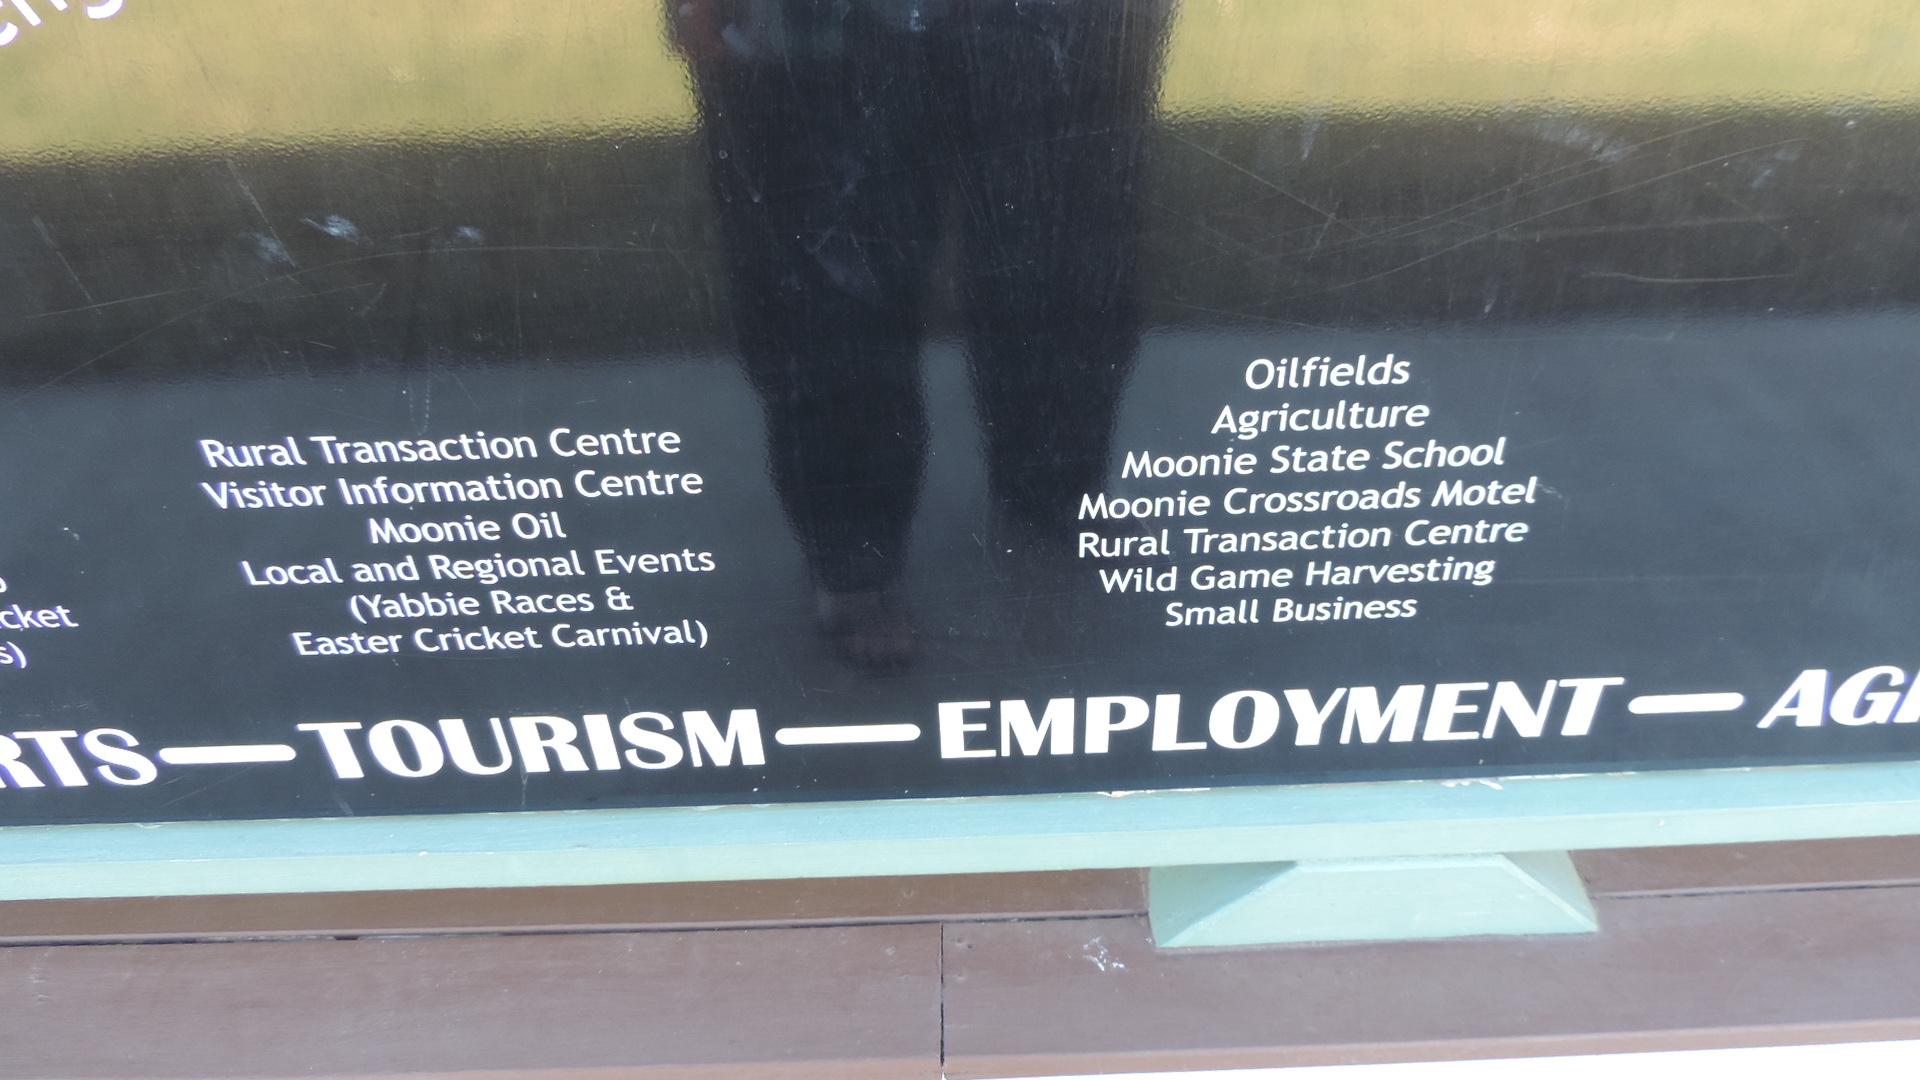 Rural Transaction Centre
Visitor Information Centre
Moonie Oil
Local and Regional Events
(Yabbie Races &
Easter Cricket Carnival)
Oilfields
Agriculture
Moonie State School
Moonie Crossroads Motel
Rural Transaction Centre
Wild Game Harvesting
Small Business
cket
s)
RTS — TOURISM — EMPLOYMENT — AG